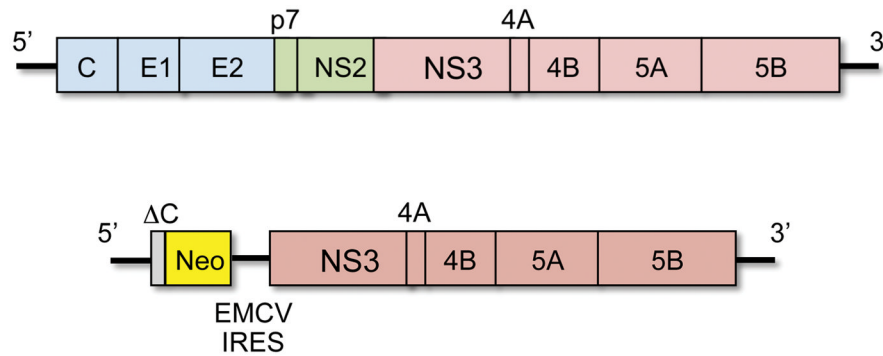 p7 4A
5’ 3
C E1 E2 NS2 NS3 4B 5A 5B
ΔC 4A
5’ 3’
Neo NS3 4B 5A 5B
EMCV
IRES